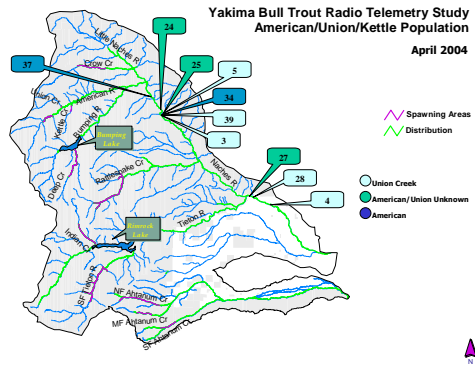 Yakima Bull Trout Radio Telemetry Study
American/Union/Kettle Population
April 2004
24
Little Naches R
37
25
5
Crow Cr
34
American R
Union Cr
39
Kettle Cr
Bumping R
3
Bumping
Lake
27
Naches R
28
Rattlesnake Cr
Deep Cr
4
Tieton R
Rimrock
Lake
Indian Cr
SF Tieton R
NF Ahtanum Cr
MF Ahtanum Cr
SF Ahtanum Cr
Spawning Areas
Distribution
Union Creek
American/ Union Unknown
American
N